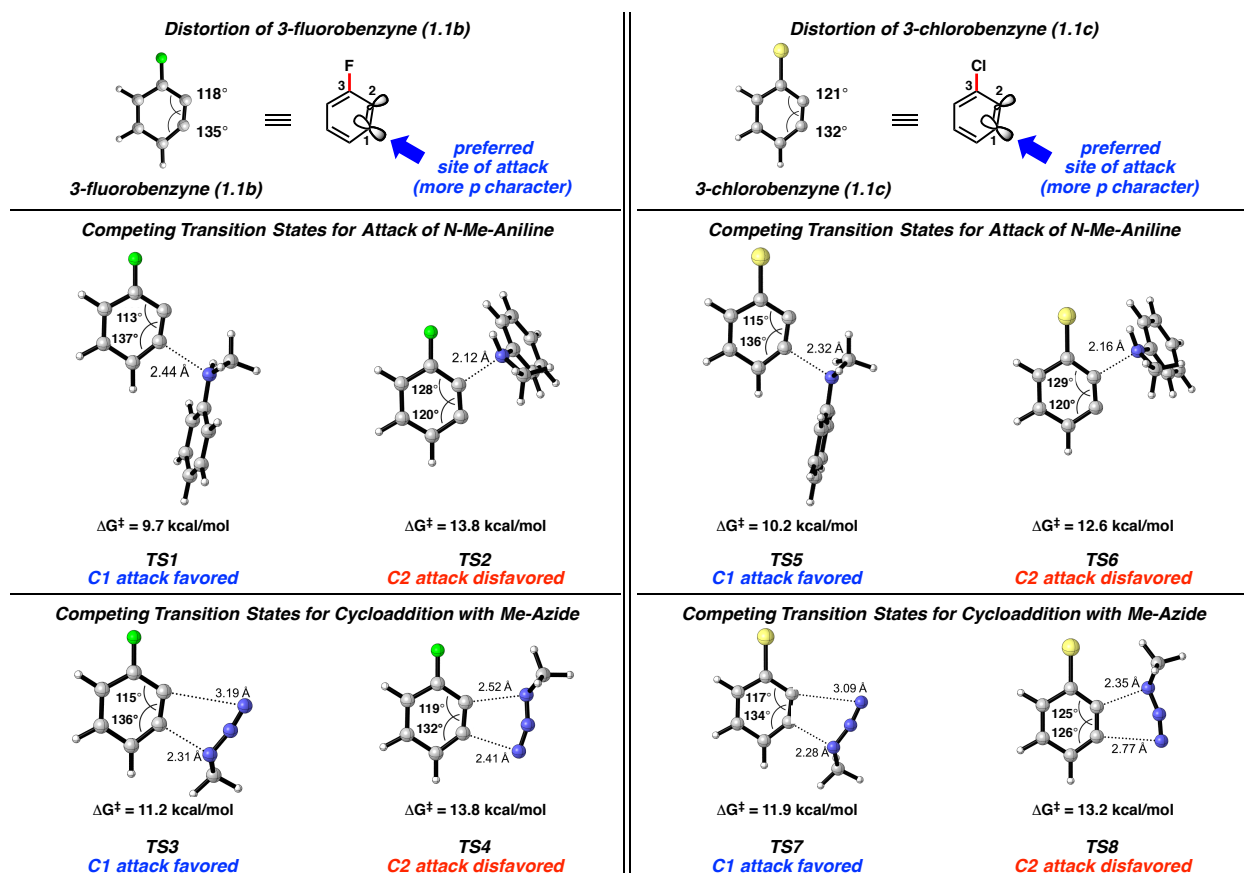 Distortion of 3-fluorobenzyne (1.1b)
118°
135°
F
3
2
1
preferred
site of attack
(more p character)
3-fluorobenzyne (1.1b)
Competing Transition States for Attack of N-Me-Aniline
113°
137°
2.44 Å
2.12 Å
128°
120°
ΔG‡ = 9.7 kcal/mol
ΔG‡ = 13.8 kcal/mol
TS1
C1 attack favored
TS2
C2 attack disfavored
Competing Transition States for Cycloaddition with Me-Azide
115°
136°
3.19 Å
2.31 Å
2.52 Å
119°
132°
2.41 Å
ΔG‡ = 11.2 kcal/mol
ΔG‡ = 13.8 kcal/mol
TS3
C1 attack favored
TS4
C2 attack disfavored
Distortion of 3-chlorobenzyne (1.1c)
121°
132°
Cl
3
2
1
preferred
site of attack
(more p character)
3-chlorobenzyne (1.1c)
Competing Transition States for Attack of N-Me-Aniline
115°
136°
2.32 Å
2.16 Å
129°
120°
ΔG‡ = 10.2 kcal/mol
ΔG‡ = 12.6 kcal/mol
TS5
C1 attack favored
TS6
C2 attack disfavored
Competing Transition States for Cycloaddition with Me-Azide
117°
134°
3.09 Å
2.28 Å
2.35 Å
125°
126°
2.77 Å
ΔG‡ = 11.9 kcal/mol
ΔG‡ = 13.2 kcal/mol
TS7
C1 attack favored
TS8
C2 attack disfavored